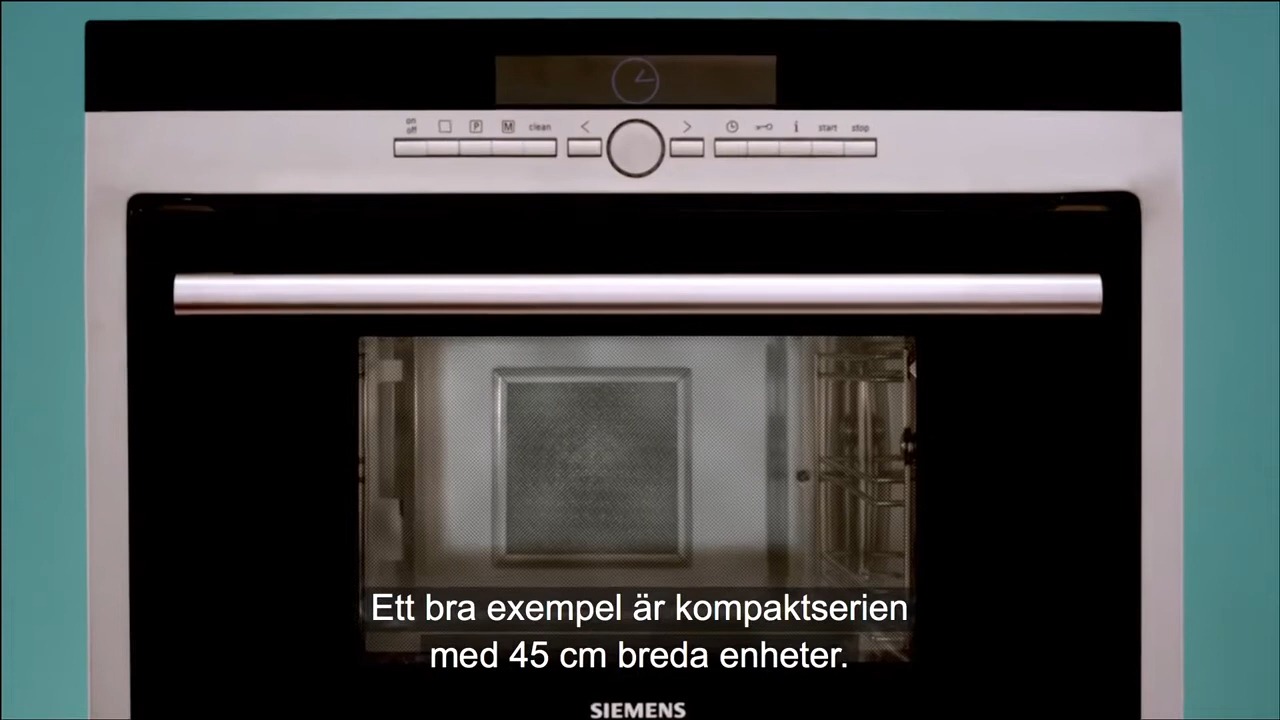 on
off
P
M
clean
<
>
i
start
stop
Ett bra exempel är kompaktserien
med 45 cm breda enheter.
SIEMENS